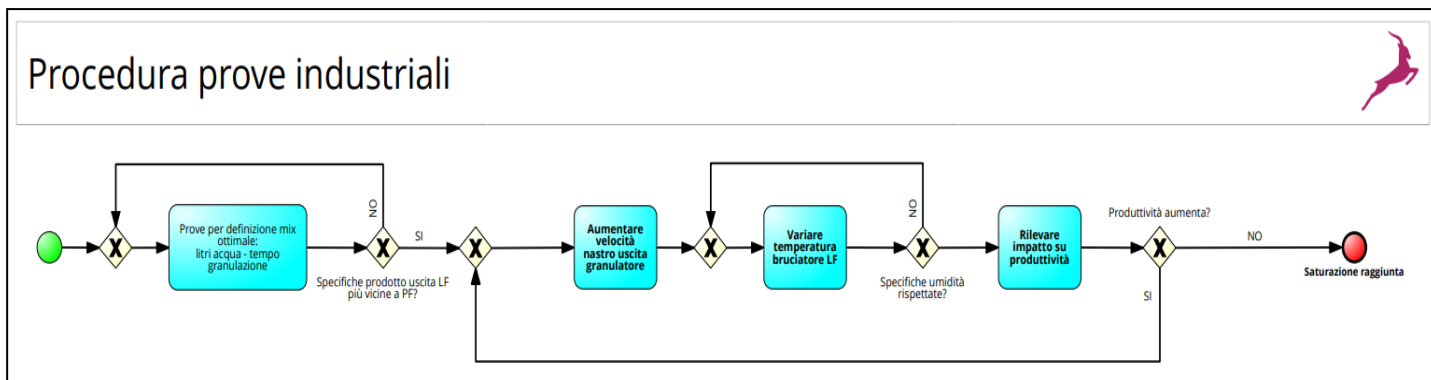 Procedura prove industriali
Prove per definizione mix
ottimale:
litri acqua - tempo
granulazione
NO
Specifiche prodotto uscita LF
più vicine a PF?
SI
Aumentare
velocità
nastro uscita
granulatore
Variare
temperatura
bruciatore LF
NO
Specifiche umidità
rispettate?
Rilevare
impatto su
produttività
Produttività aumenta?
NO
SI
Saturazione raggiunta